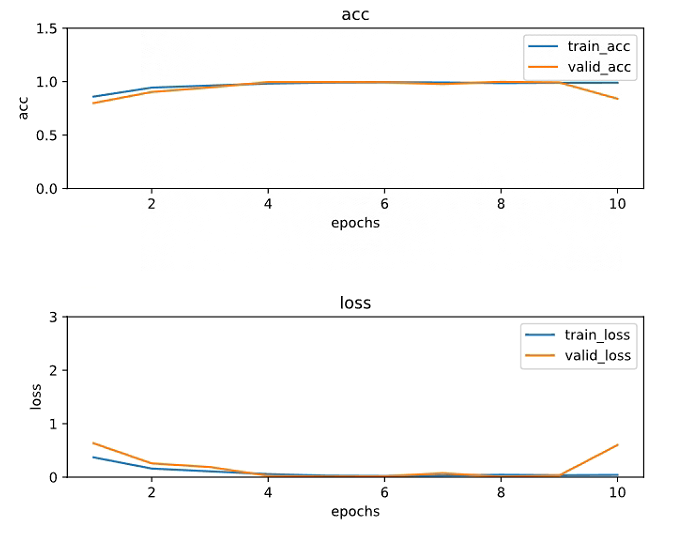 acc
1.5
train_acc
valid_acc
1.0
acc
0.5
0.0
2 4 6 8 10
epochs
loss
3
train_loss
valid_loss
2
loss
1
0
2 4 6 8 10
epochs